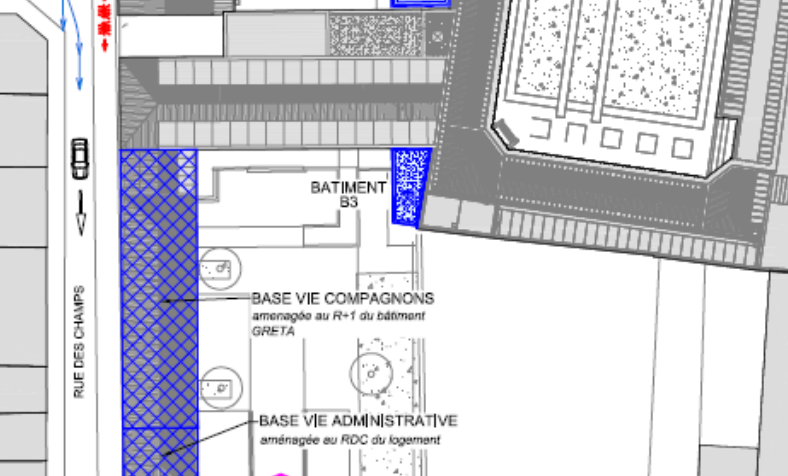 BATIMENT
B3
BASE VIE COMPAGNONS
amenagée au R+1 du bâtiment
GRETA
RUE DES CHAMPS
BASE VIE ADMINISTRATIVE
aménagée au RDC du logement